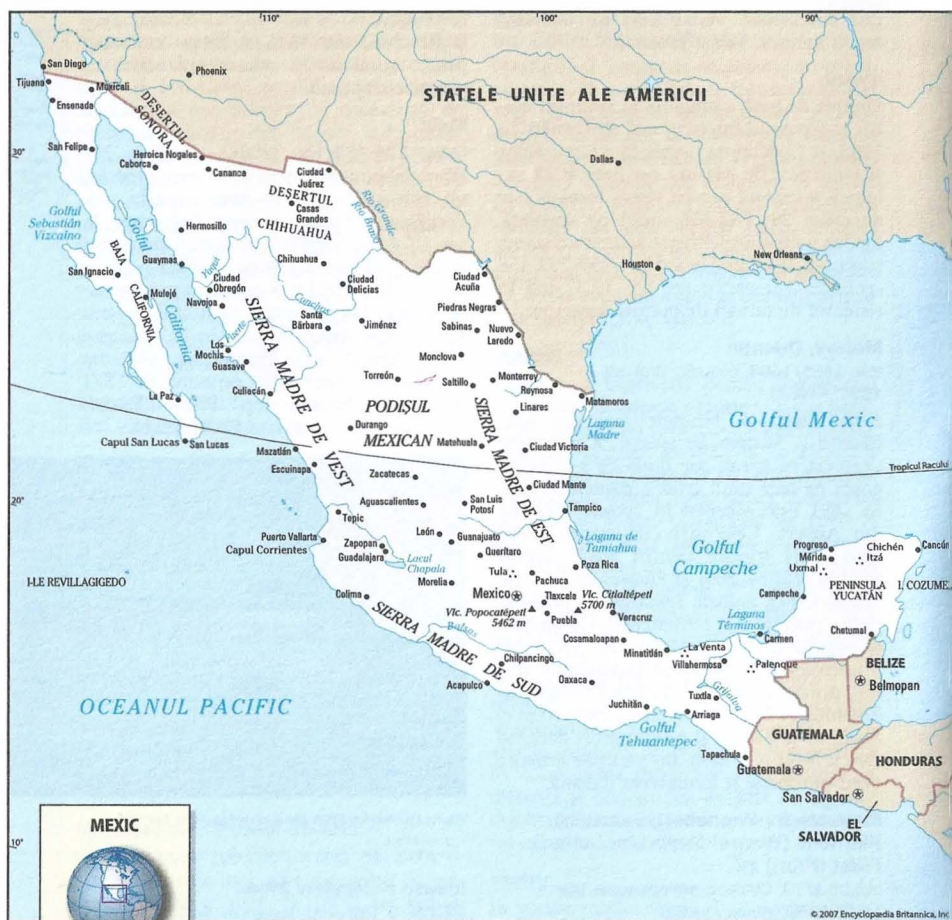 110°
100°
90°
San Diego
Phoenix
Tijuana
Mexicali
STATELE UNITE ALE AMERICII
Ensenada
DEȘERTUL
SONORA
San Felipe
30°
Heroica Nogales
Caborca
Cananea
Ciudad
Juárez
Dallas
DEȘERTUL
Casas
Grandes
CHIHUAHUA
Rio Grande
Rio Bravo
Golful
Sebastián
Vizcaíno
Golful
California
Hermosillo
BAJA
CALIFORNIA
Guaymas
Yaqui
Chihuahua
Houston
New Orleans
San Ignacio
Ciudad
Obregón
Ciudad
Delicias
Ciudad
Acuña
Mulejé
Navojoa
Conchos
Piedras Negras
SIERRA MADRE DE VEST
Santa
Bárbara
Jiménez
Sabinas
Nuevo
Laredo
Fuerte
Los
Mochis
Guasave
Monclova
Torreón
Saltillo
Monterrey
Reynosa
Culiacán
La Paz
Linares
Matamoros
PODIȘUL
MEXICAN
Durango
Laguna
Madre
Golful Mexic
Capul San Lucas
San Lucas
Matehuala
Ciudad Victoria
SIERRA MADRE DE EST
Mazatlán
Escuinapa
Zacatecas
Tropicul Racului
Ciudad Mante
20°
Aguascalientes
San Luis
Potosí
Tampico
Tepic
León
Guanajuato
Laguna de
Tamiahua
Golful
Campeche
Puerto Vallarta
Capul Corrientes
Zapopan
Guadalajara
Lacul
Chapala
Querítaro
Poza Rica
Progreso
Mérida
Uxmal
Chichén
Itzá
Cancún
I-LE REVILLAGIGEDO
Tula
Pachuca
PENINSULA
YUCATÁN
I. COZUMEL
Morelia
Mexico
Tlaxcala
Vlc. Citlaltépetl
5700 m
Campeche
Colima
Vlc. Popocatépetl
5462 m
Puebla
Veracruz
Laguna
Términos
SIERRA MADRE DE SUD
Balsas
Cosamaloapan
Carmen
Chetumal
Minatitlán
La Venta
Villahermosa
Palenque
Chilpancingo
BELIZE
Belmopan
Acapulco
Oaxaca
Tuxtla
Grijalva
OCEANUL PACIFIC
Juchitán
Arriaga
Golful
Tehuantepec
GUATEMALA
Tapachula
Guatemala
HONDURAS
San Salvador
EL
SALVADOR
10°
MEXIC
© 2007 Encyclopædia Britannica, Inc.